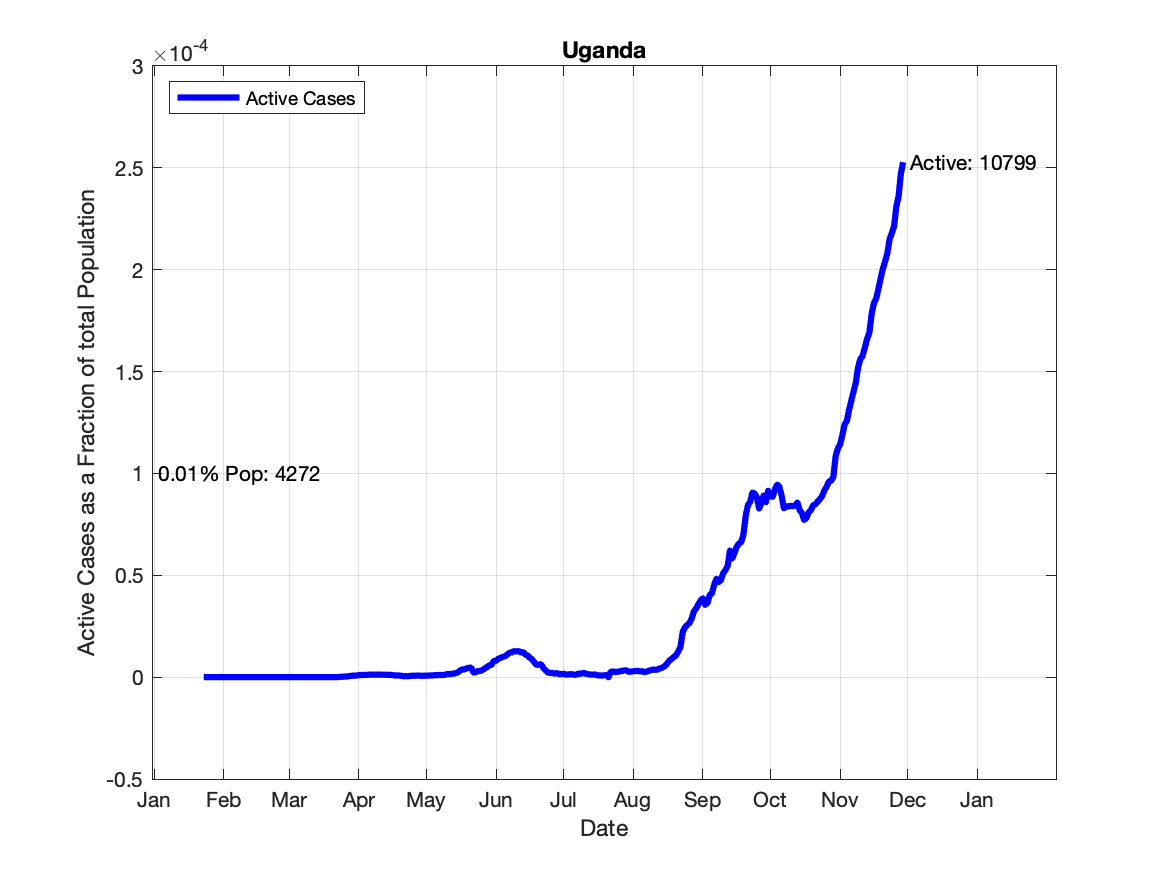 Uganda
×10-4
3
Active Cases
2.5
Active: 10799
2
1.5
1
0.01% Pop: 4272
0.5
0
-0.5
Active Cases as a Fraction of total Population
Jan Feb Mar Apr May Jun Jul Aug Sep Oct Nov Dec Jan
Date